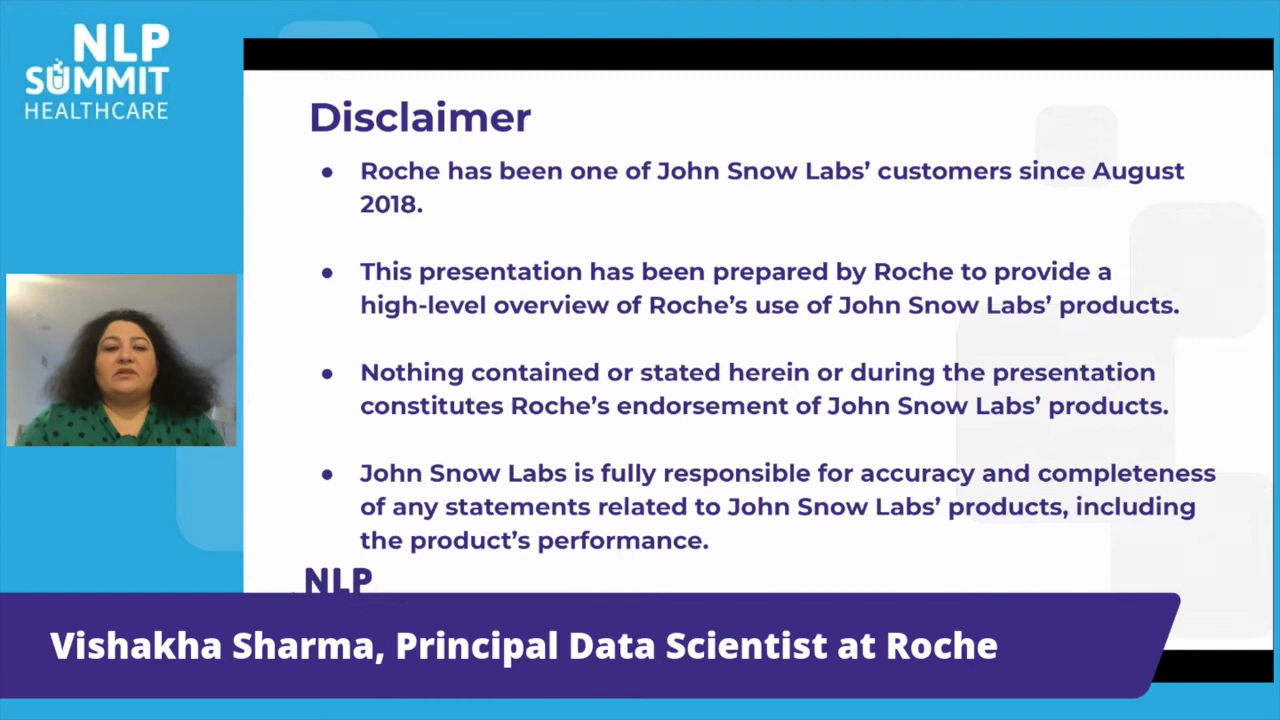 NLP
SUMMIT
HEALTHCARE
Disclaimer
● Roche has been one of John Snow Labs’ customers since August
2018.
● This presentation has been prepared by Roche to provide a
high-level overview of Roche’s use of John Snow Labs’ products.
● Nothing contained or stated herein or during the presentation
constitutes Roche’s endorsement of John Snow Labs’ products.
● John Snow Labs is fully responsible for accuracy and completeness
of any statements related to John Snow Labs’ products, including
the product’s performance.
NLP
Vishakha Sharma, Principal Data Scientist at Roche